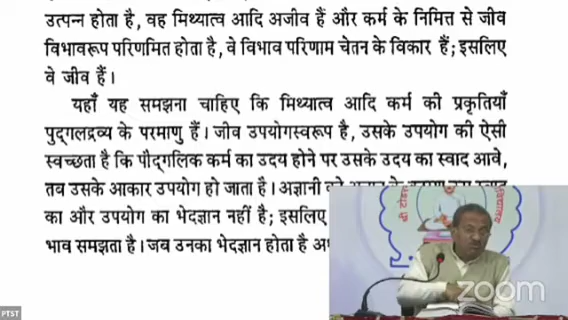 उत्पन्न होता है, वह मिथ्यात्व आदि अजीव हैं और कर्म के निमित्त से जीव
विभावरूप परिणमित होता है, वे विभाव परिणाम चेतन के विकार हैं; इसलिए
वे जीव हैं।
यहाँ यह समझना चाहिए कि मिथ्यात्व आदि कर्म की प्रकृतियाँ
पुद्गलद्रव्य के परमाणु हैं। जीव उपयोगस्वरूप है, उसके उपयोग की ऐसी
स्वच्छता है कि पौद्गलिक कर्म का उदय होने पर उसके उदय का स्वाद आवे,
तब उसके आकार उपयोग हो जाता है। अज्ञानी को
का और उपयोग का भेदज्ञान नहीं है; इसलिए
भाव समझता है। जब उनका भेदज्ञान होता है
PTST
zoom